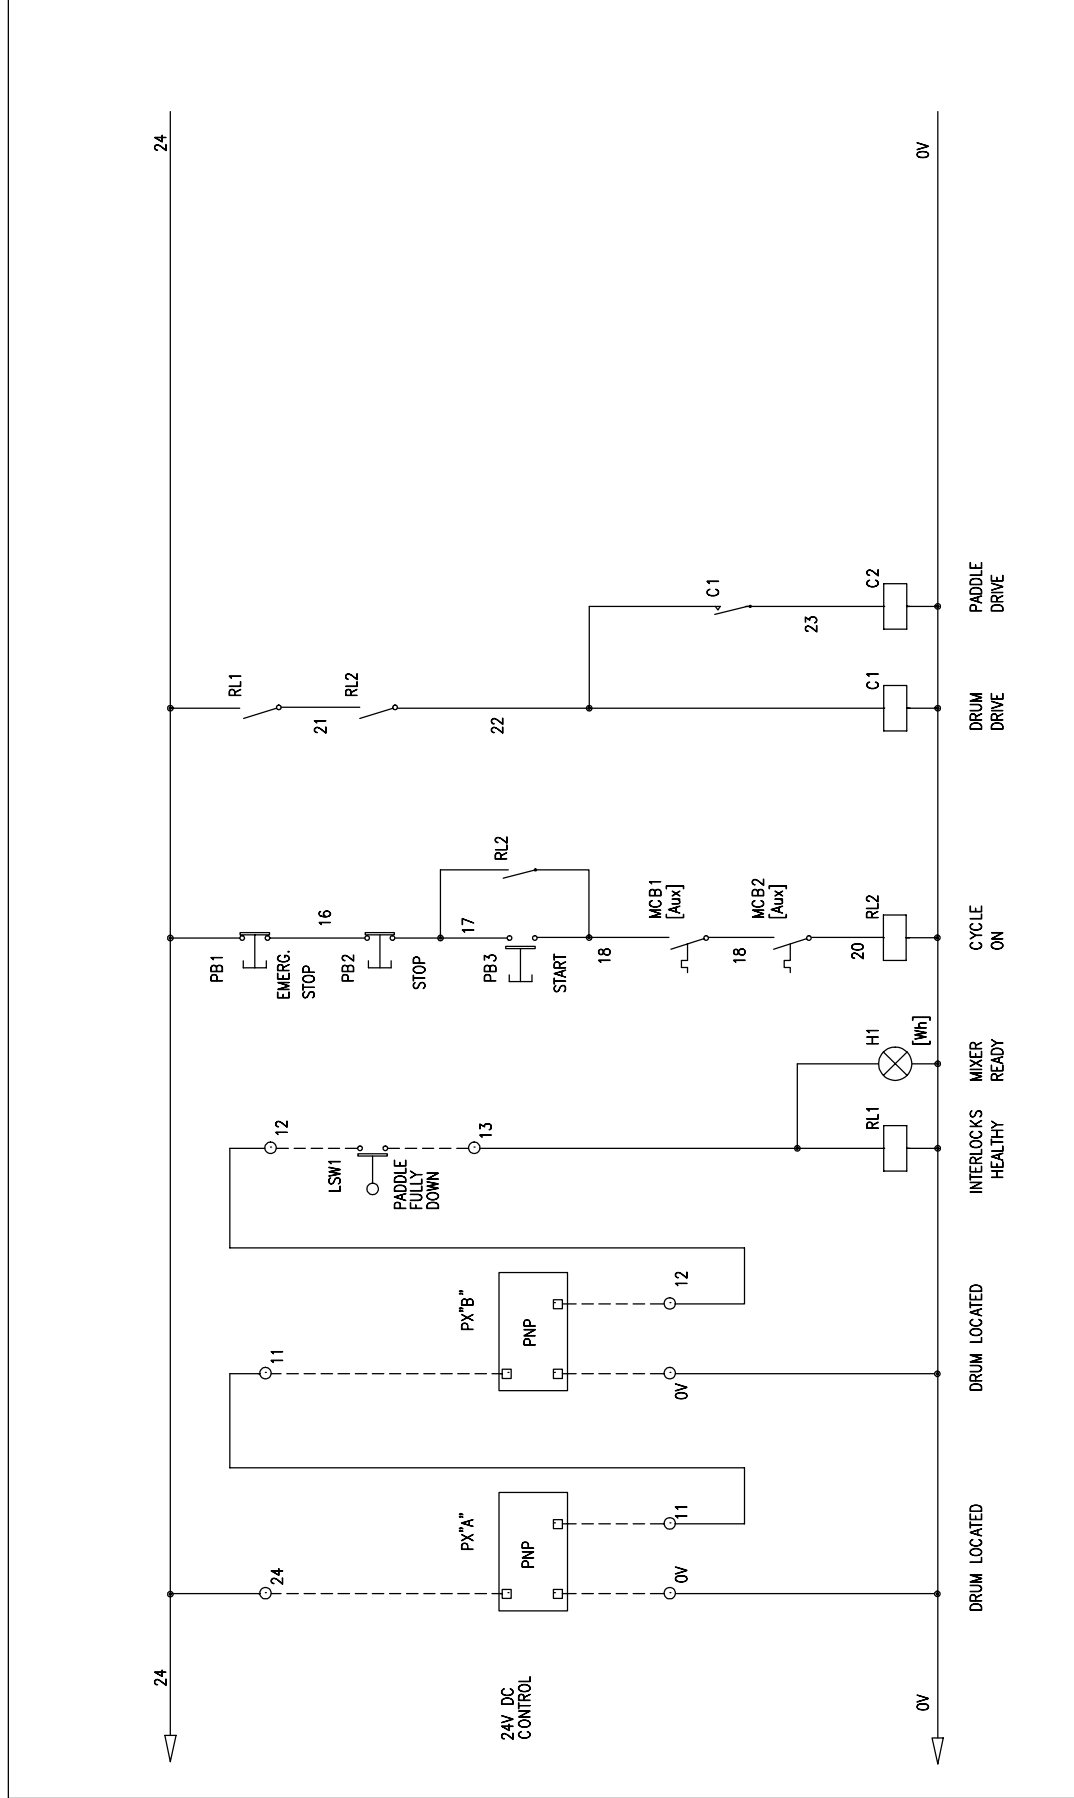 24
24
0V
0V
24V DC
CONTROL
24
PX"A"
PNP
0V
11
DRUM LOCATED
11
PX"B"
PNP
0V
12
DRUM LOCATED
12
LSW1
PADDLE
FULLY
DOWN
13
RL1
INTERLOCKS
HEALTHY
H1
[Wh]
MIXER
READY
PB1
EMERG.
STOP
16
PB2
STOP
17
PB3
START
RL2
18
MCB1
[Aux]
18
MCB2
[Aux]
20
RL2
CYCLE
ON
RL1
21
RL2
22
C1
DRUM
DRIVE
C1
23
C2
PADDLE
DRIVE